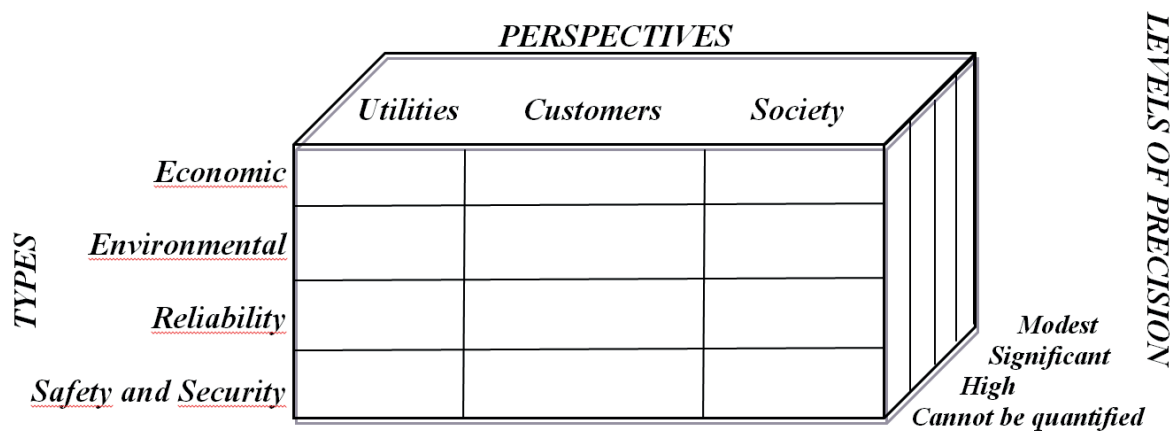 PERSPECTIVES
Utilities Customers Society
Economic
Environmental
Reliability
Safety and Security
TYPES
LEVELS OF PRECISION
Modest
Significant
High
Cannot be quantified